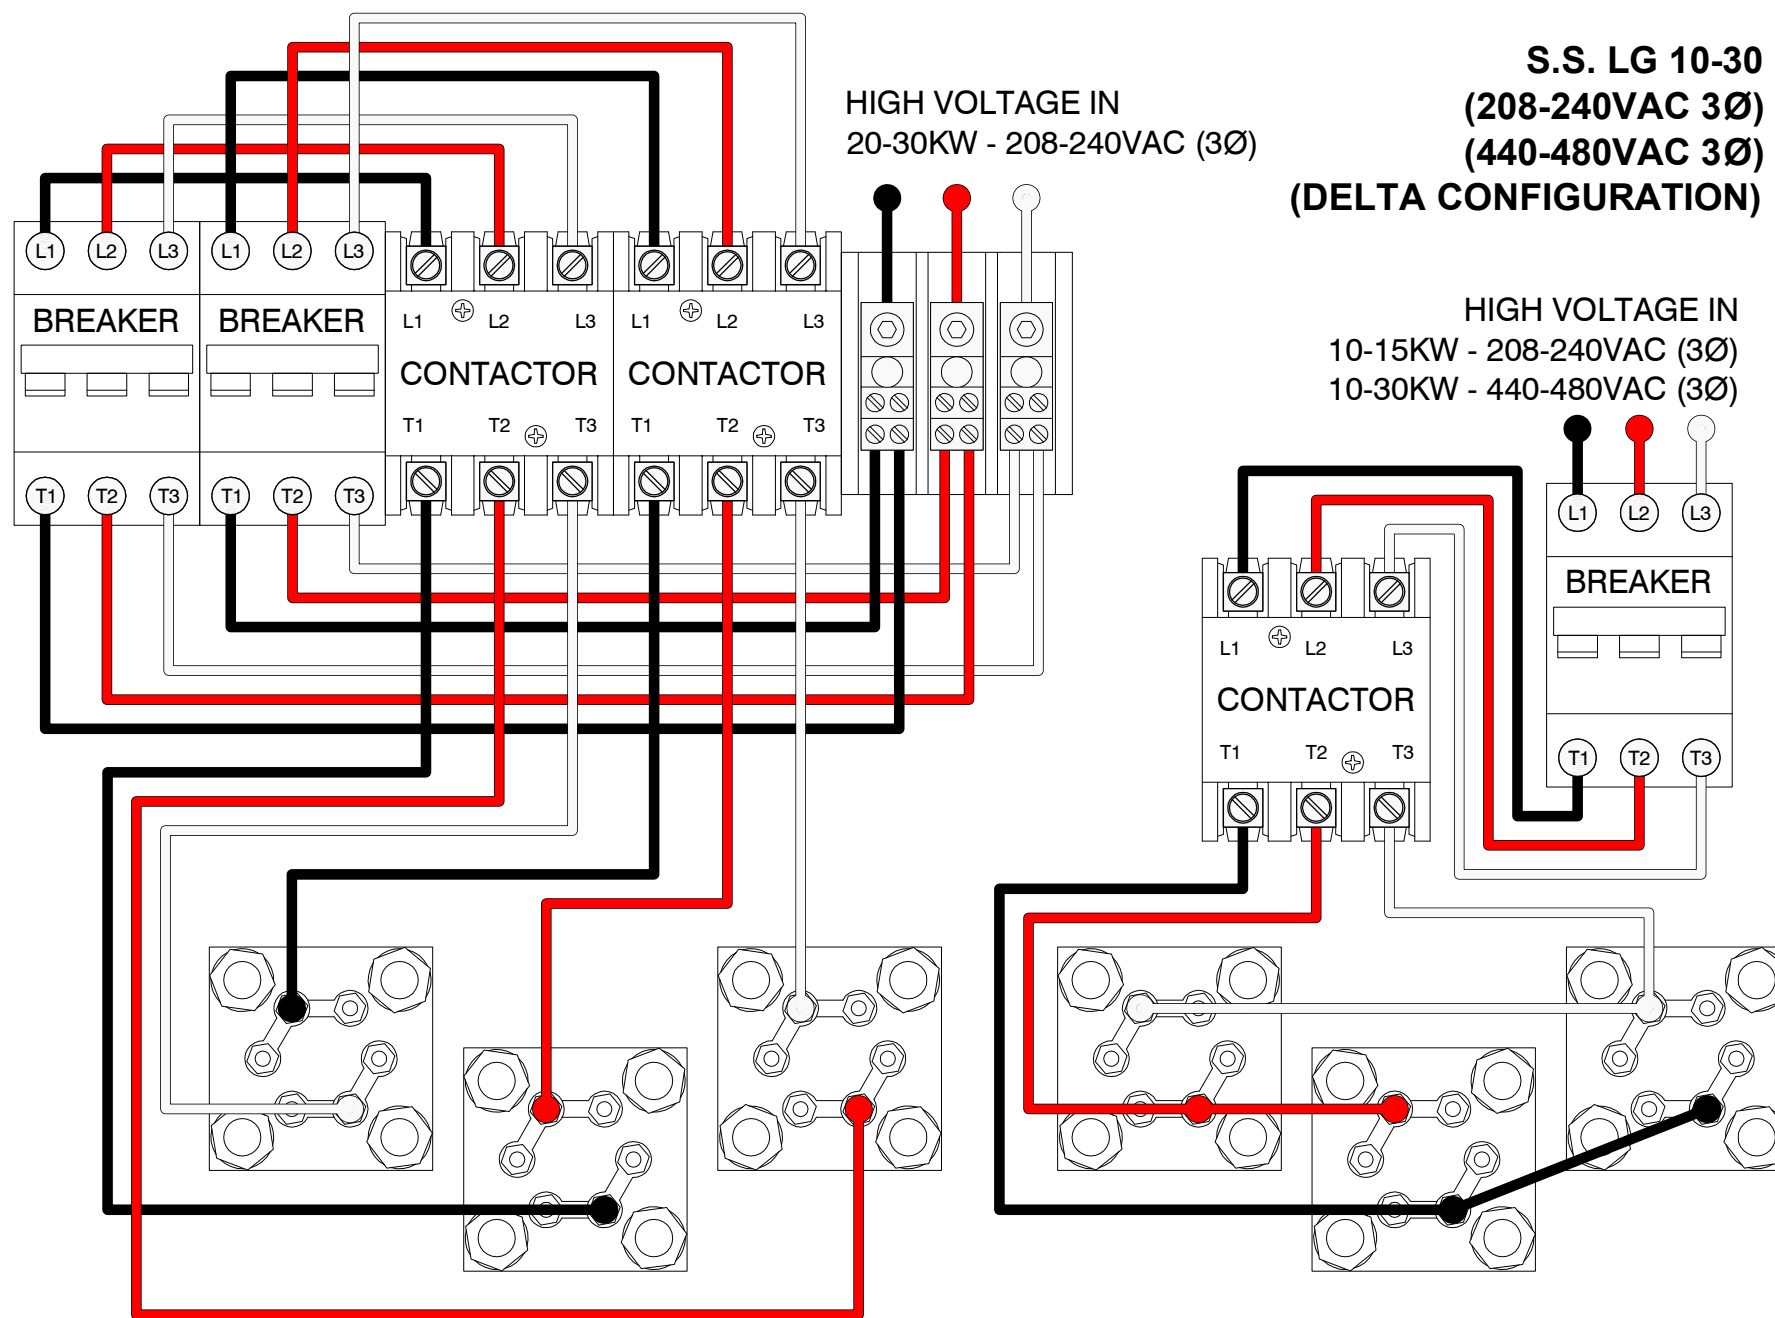 S.S. LG 10-30
(208-240VAC 3Ø)
(440-480VAC 3Ø)
(DELTA CONFIGURATION)
HIGH VOLTAGE IN
20-30KW - 208-240VAC (3Ø)
L1 L2 L3 L1 L2 L3
BREAKER BREAKER
L1 L2 L3 L1 L2 L3
CONTACTOR CONTACTOR
T1 T2 T3 T1 T2 T3
T1 T2 T3 T1 T2 T3
HIGH VOLTAGE IN
10-15KW - 208-240VAC (3Ø)
10-30KW - 440-480VAC (3Ø)
L1 L2 L3
BREAKER
T1 T2 T3
L1 L2 L3
CONTACTOR
T1 T2 T3